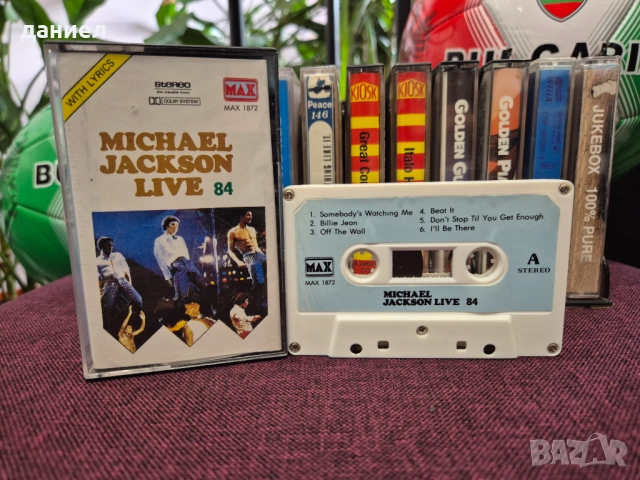 даниел
WITH LYRICS
stereo
DOLBY SYSTEM
MAX
MAX 1872
MICHAEL
JACKSON
LIVE 84
Peace
146
KIOSK
Great Co
KIOSK
Italo
GOLDEN
GOLDEN
JUKEBOX 100% PURE
BULGARI
1. Somebody's Watching Me
2. Billie Jean
3. Off The Wall
4. Beat It
5. Don't Stop Til You Get Enough
6. I'll Be There
MAX
MAX 1872
A
STEREO
MICHAEL
JACKSON LIVE 84
BAZAR